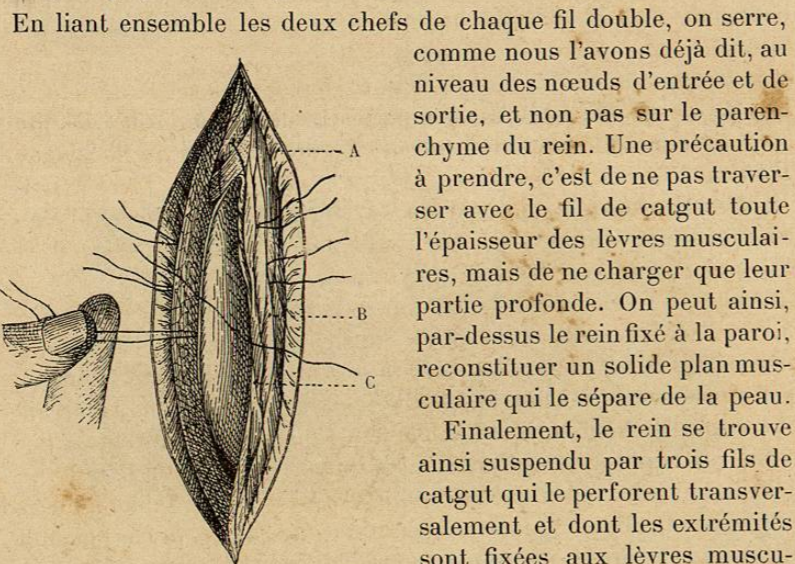 En liant ensemble les deux chefs de chaque fil double, on serre,
comme nous l'avons déjà dit, au
niveau des nœuds d'entrée et de
sortie, et non pas sur le paren-
chyme du rein. Une précaution
à prendre, c'est de ne pas traver-
ser avec le fil de catgut toute
l'épaisseur des lèvres musculai-
res, mais de ne charger que leur
partie profonde. On peut ainsi,
par-dessus le rein fixé à la paroi,
reconstituer un solide plan mus-
culaire qui le sépare de la peau.
Finalement, le rein se trouve
ainsi suspendu par trois fils de
catgut qui le perforent transver-
salement et dont les extrémités
sont fixées aux lèvres muscu-
A
B
C